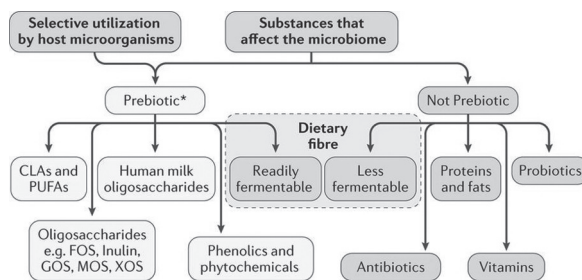 Selective utilization
by host microorganisms
Substances that
affect the microbiome
Prebiotic*
Not Prebiotic
Dietary
fibre
CLAs and
PUFAs
Human milk
oligosaccharides
Readily
fermentable
Less
fermentable
Proteins
and fats
Probiotics
Oligosaccharides
e.g. FOS, Inulin,
GOS, MOS, XOS
Phenolics and
phytochemicals
Antibiotics
Vitamins